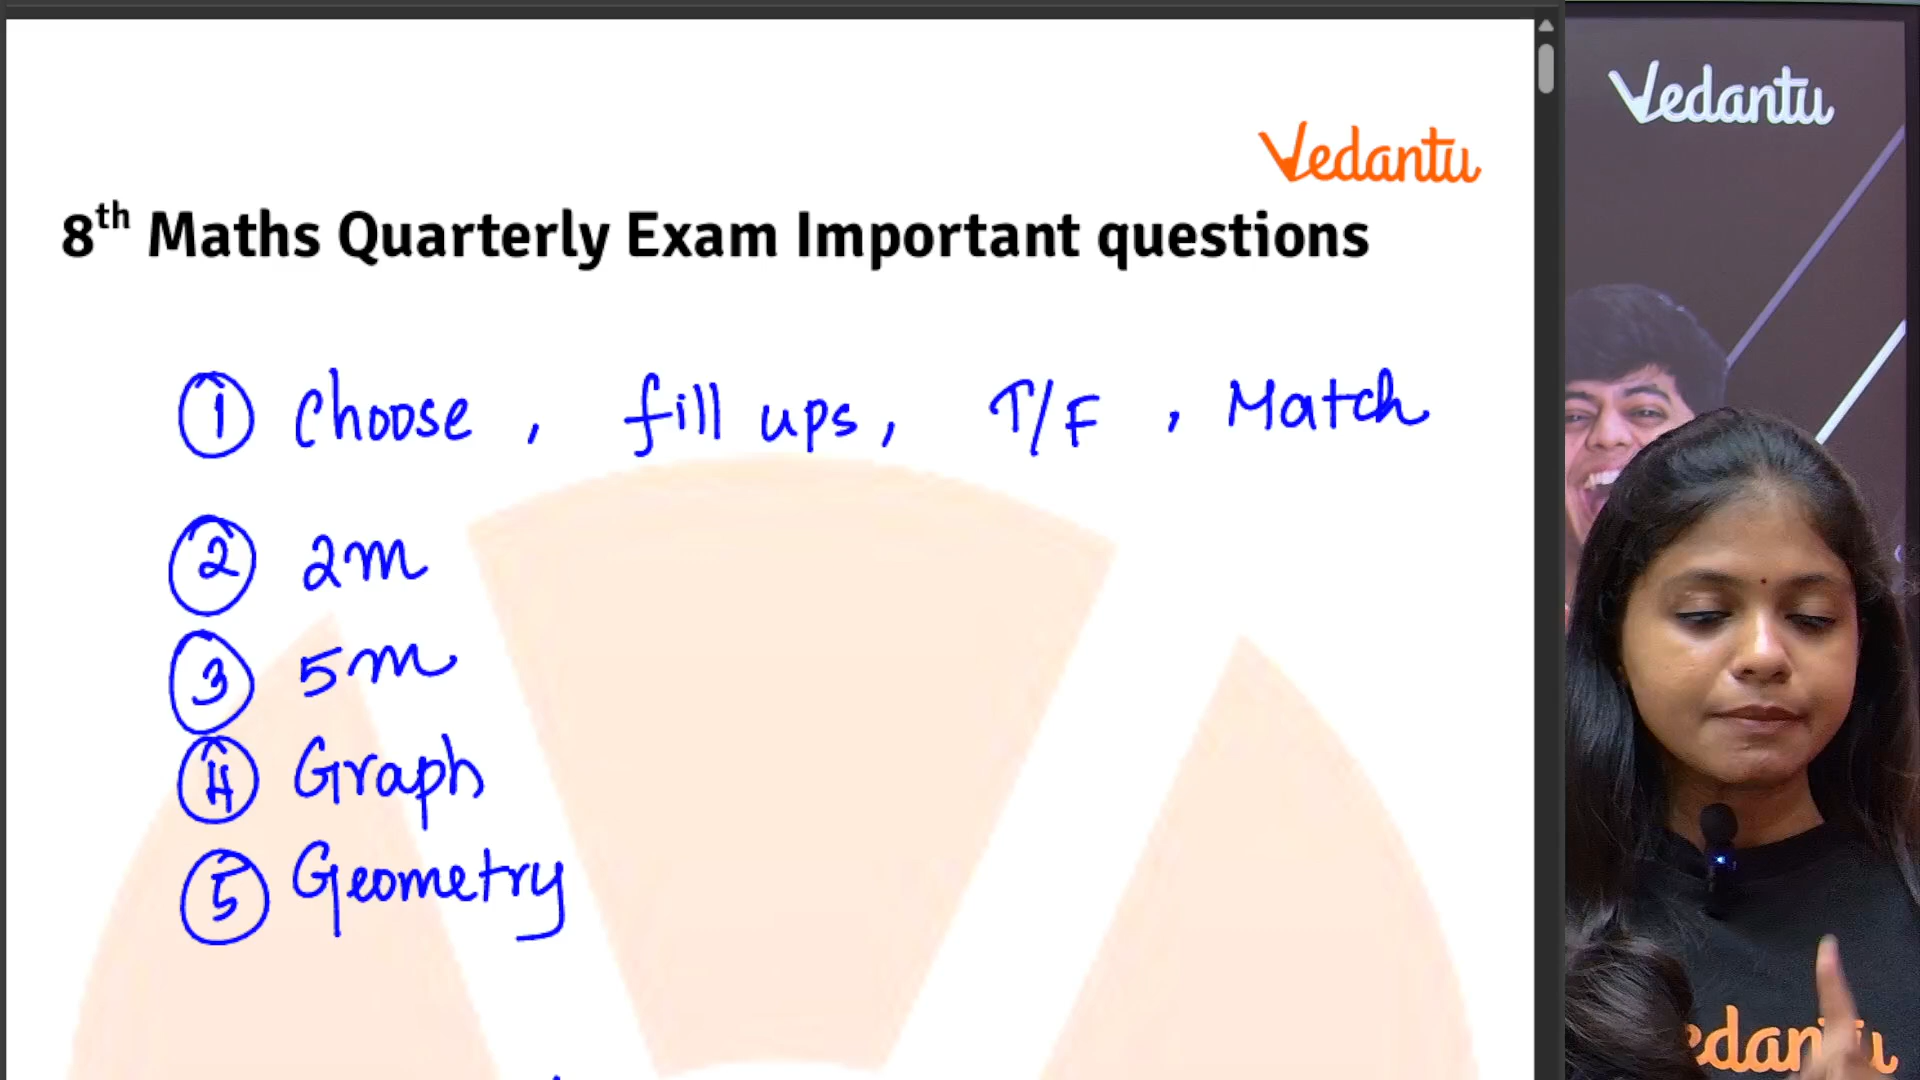 Vedantu
Vedantu
8th Maths Quarterly Exam Important questions
① Choose, fill ups, T/F, Match
② 2m
③ 5m
④ Graph
⑤ Geometry